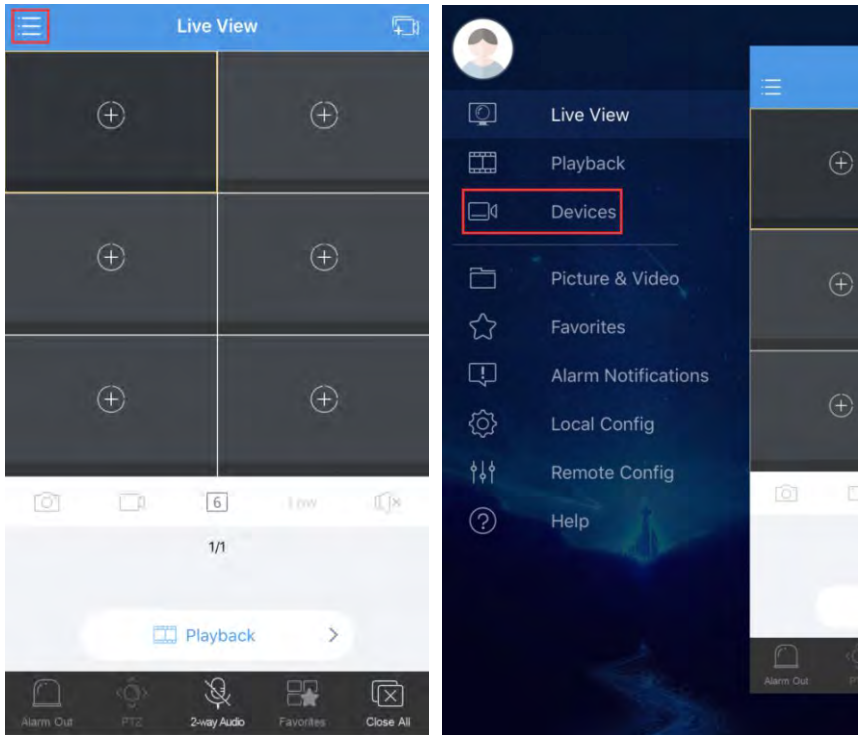 Live View
6
Low
1/1
Playback
Alarm Out
PTZ
2-way Audio
Favorites
Close All
Live View
Playback
Devices
Picture & Video
Favorites
Alarm Notifications
Local Config
Remote Config
Help
Alarm Out